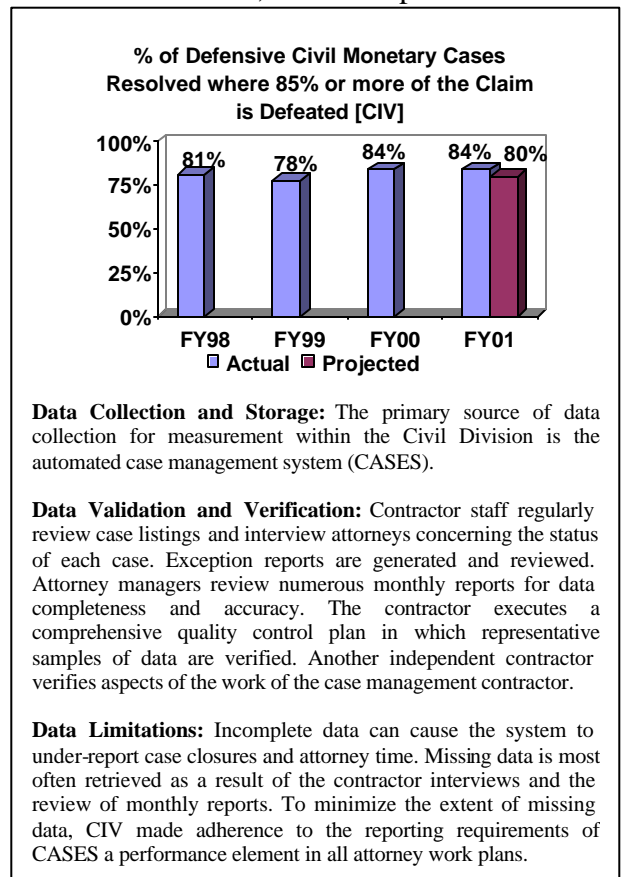 % of Defensive Civil Monetary Cases
Resolved where 85% or more of the Claim
is Defeated [CIV]
100%
75%
50%
25%
0%
81%
78%
84%
84%
80%
FY98
FY99
FY00
FY01
Actual
Projected
Data Collection and Storage: The primary source of data
collection for measurement within the Civil Division is the
automated case management system (CASES).
Data Validation and Verification: Contractor staff regularly
review case listings and interview attorneys concerning the status
of each case. Exception reports are generated and reviewed.
Attorney managers review numerous monthly reports for data
completeness and accuracy. The contractor executes a
comprehensive quality control plan in which representative
samples of data are verified. Another independent contractor
verifies aspects of the work of the case management contractor.
Data Limitations: Incomplete data can cause the system to
under-report case closures and attorney time. Missing data is most
often retrieved as a result of the contractor interviews and the
review of monthly reports. To minimize the extent of missing
data, CIV made adherence to the reporting requirements of
CASES a performance element in all attorney work plans.